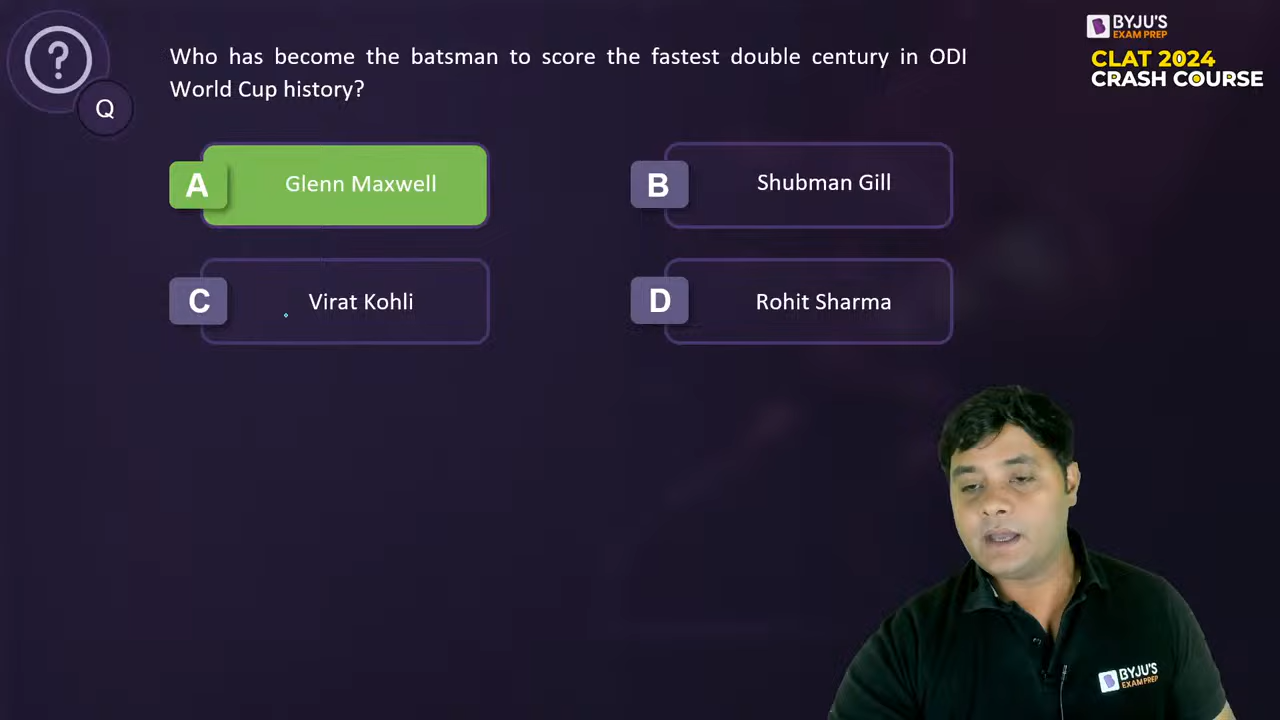 ?
Q
Who has become the batsman to score the fastest double century in ODI
World Cup history?
BYJU'S
EXAM PREP
CLAT 2024
CRASH COURSE
A
Glenn Maxwell
B
Shubman Gill
C
Virat Kohli
D
Rohit Sharma
BYJU'S
EXAM PREP